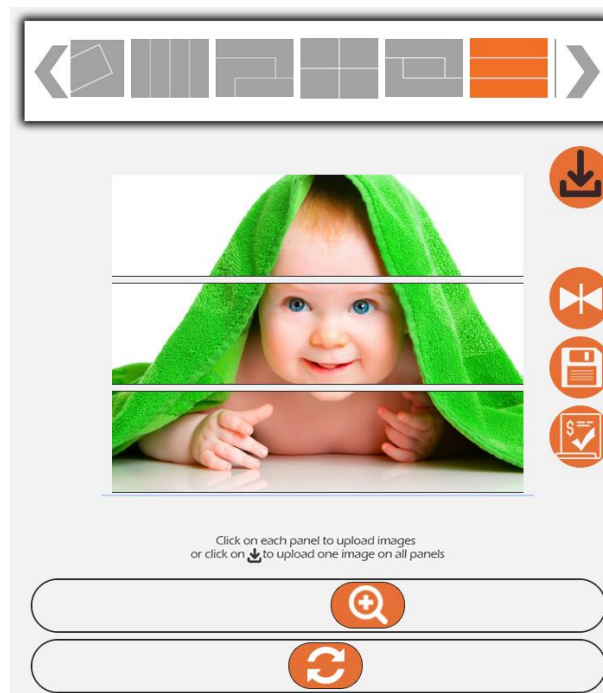 $
Click on each panel to upload images
or click on to upload one image on all panels